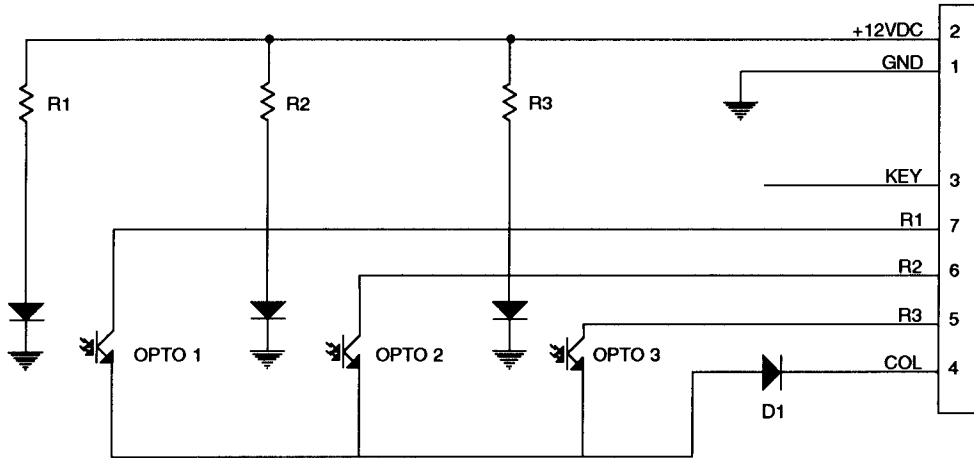 +12VDC 2
GND 1
R1 R2 R3
KEY 3
R1 7
R2 6
R3 5
OPTO 1 OPTO 2 OPTO 3
COL 4
D1